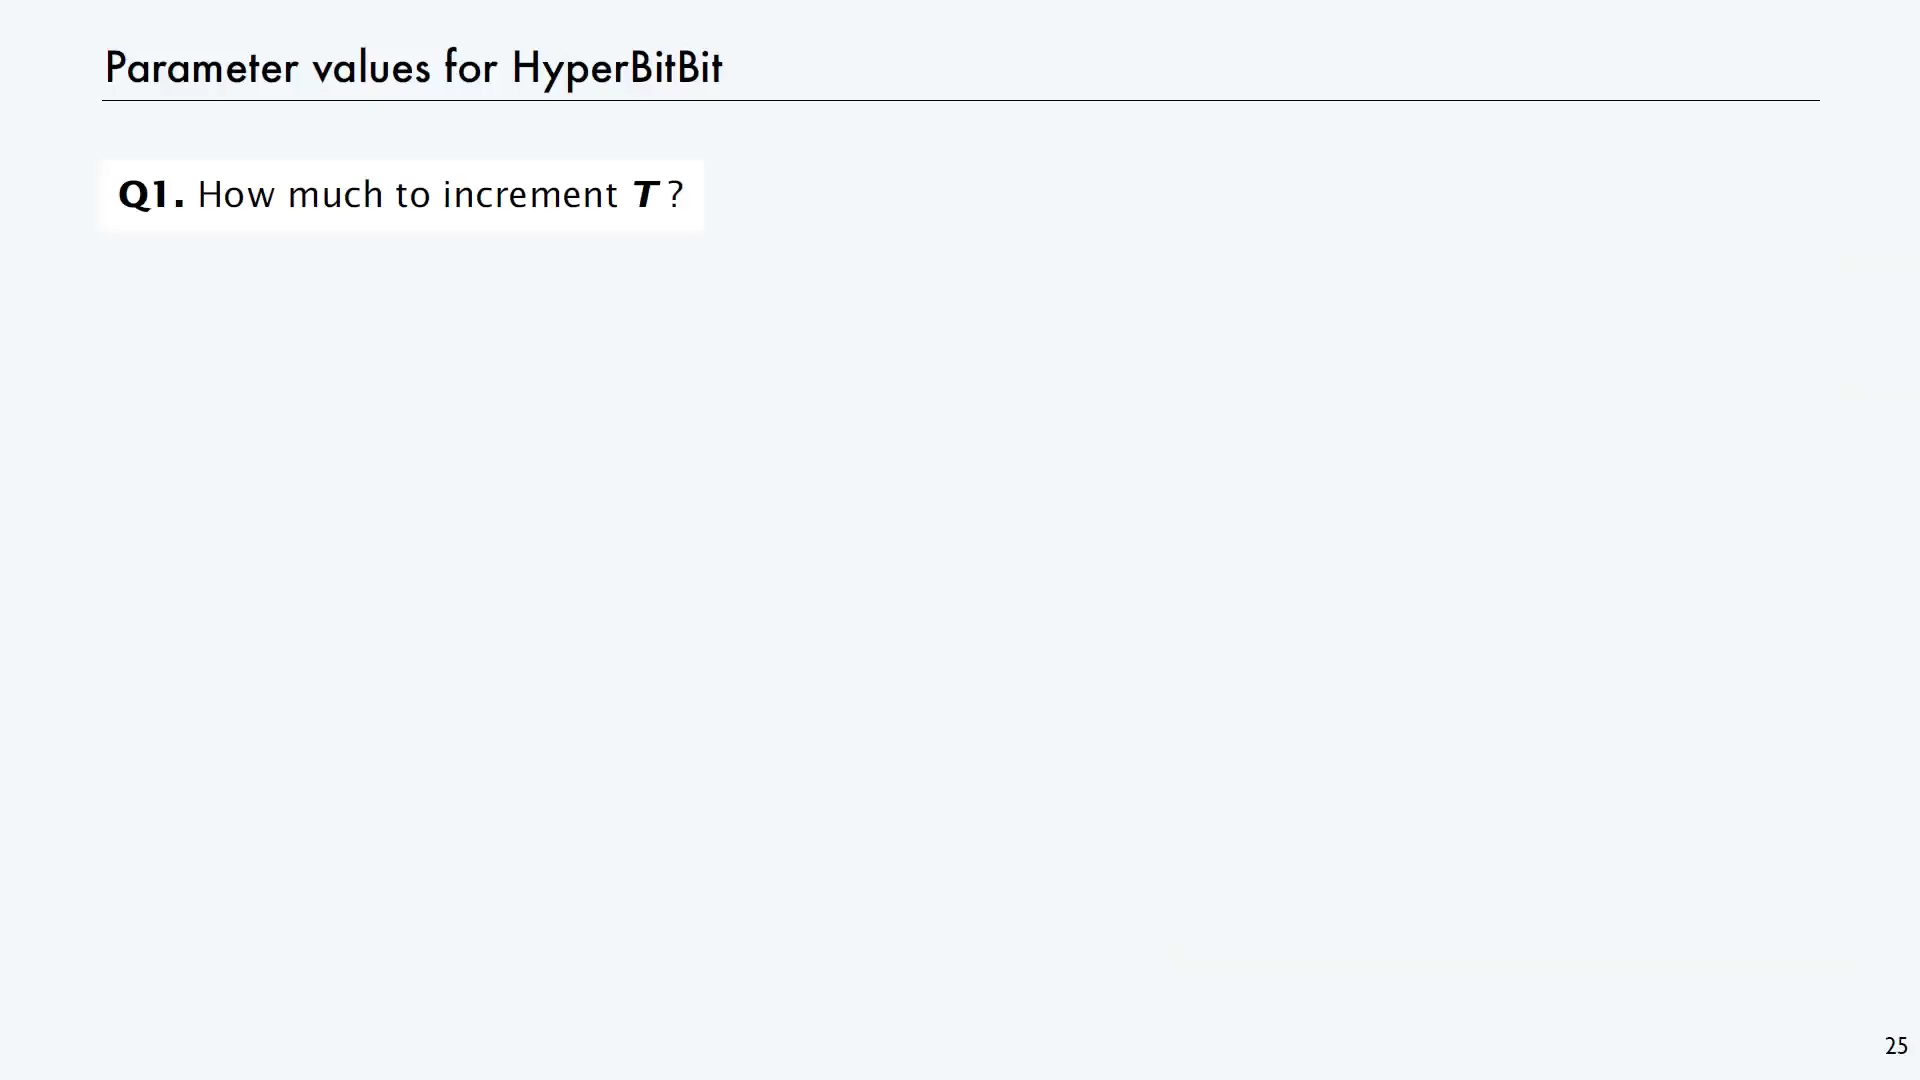 Parameter values for HyperBitBit
Q1. How much to increment T ?
25